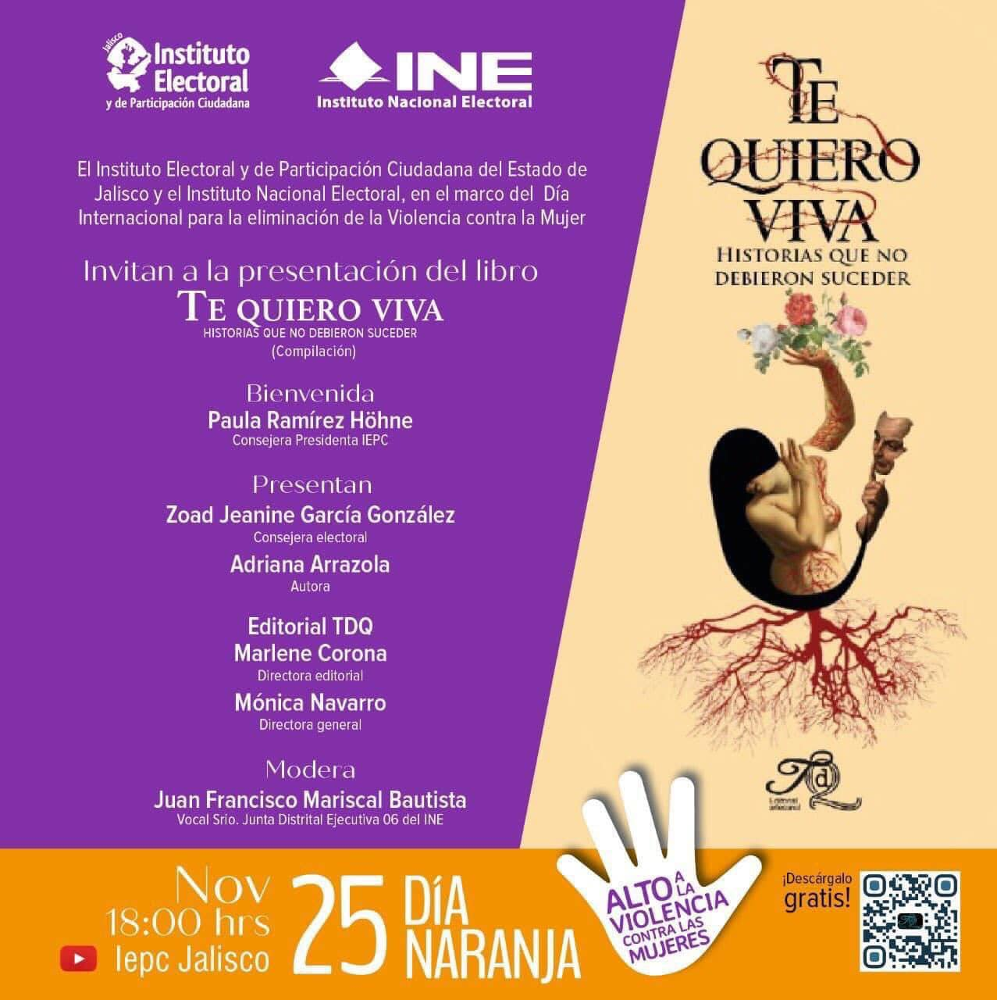 Jalisco
Instituto
Electoral
y de Participación Ciudadana
INE
Instituto Nacional Electoral
El Instituto Electoral y de Participación Ciudadana del Estado de
Jalisco y el Instituto Nacional Electoral, en el marco del Día
Internacional para la eliminación de la Violencia contra la Mujer
Invitan a la presentación del libro
TE QUIERO VIVA
HISTORIAS QUE NO DEBIERON SUCEDER
(Compilación)
Bienvenida
Paula Ramírez Höhne
Consejera Presidenta IEPC
Presentan
Zoad Jeanine García González
Consejera electoral
Adriana Arrazola
Autora
Editorial TDQ
Marlene Corona
Directora editorial
Mónica Navarro
Directora general
Modera
Juan Francisco Mariscal Bautista
Vocal Srio. Junta Distrital Ejecutiva 06 del INE
TE
QUIERO
VIVA
HISTORIAS QUE NO
DEBIERON SUCEDER
Nov
18:00 hrs
Iepc Jalisco
25
DÍA
NARANJA
ALTO A
LA
VIOLENCIA
CONTRA LAS
MUJERES
¡Descárgalo
gratis!